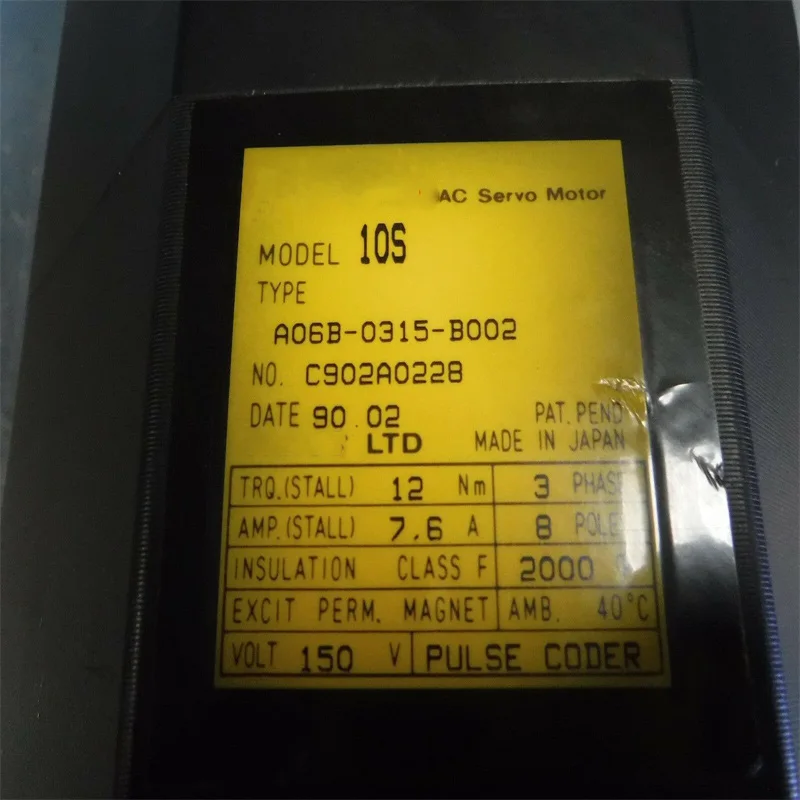 AC Servo Motor
MODEL 10S
TYPE
A06B-0315-B002
NO. C902A0228
DATE 90.02 PAT. PEND
LTD MADE IN JAPAN
TRQ.(STALL) 12 Nm 3 PHASE
AMP.(STALL) 7.6 A 8 POLE
INSULATION CLASS F 2000
EXCIT PERM. MAGNET AMB. 40°C
VOLT 150 V PULSE CODER